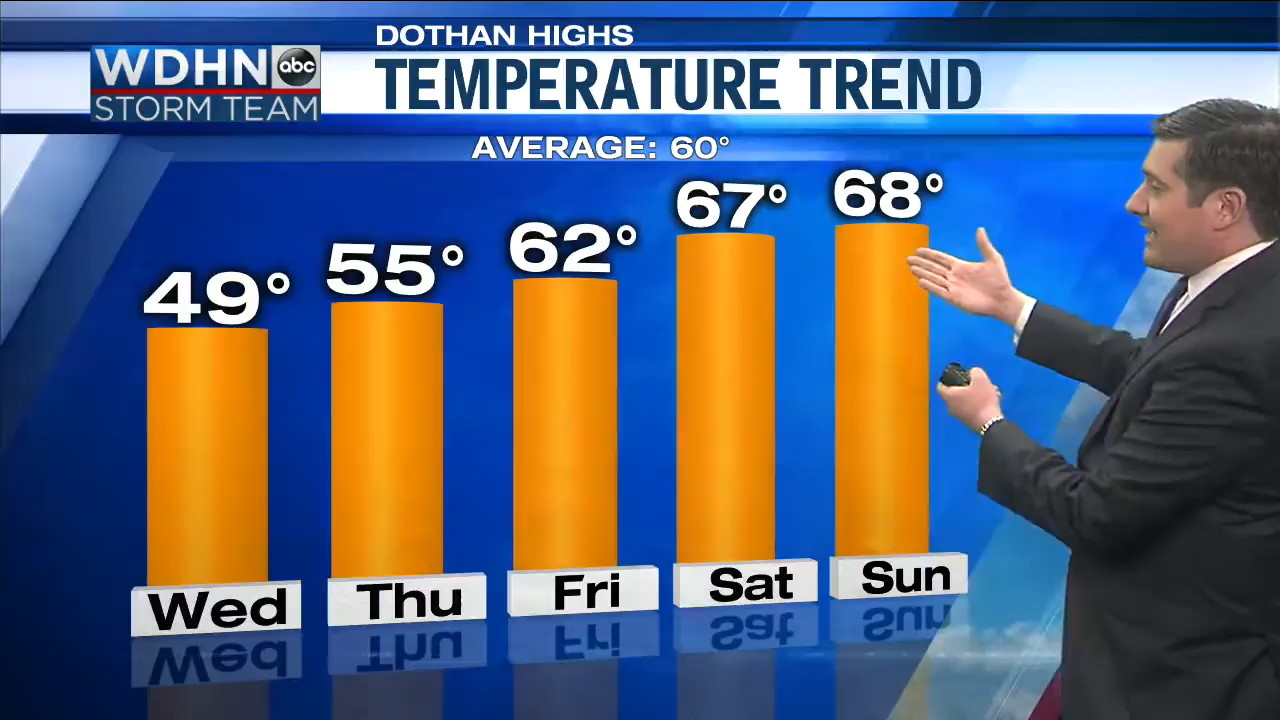 DOTHAN HIGHS
WDHN abc
STORM TEAM
TEMPERATURE TREND
AVERAGE: 60°
49° 55° 62° 67° 68°
Wed Thu Fri Sat Sun